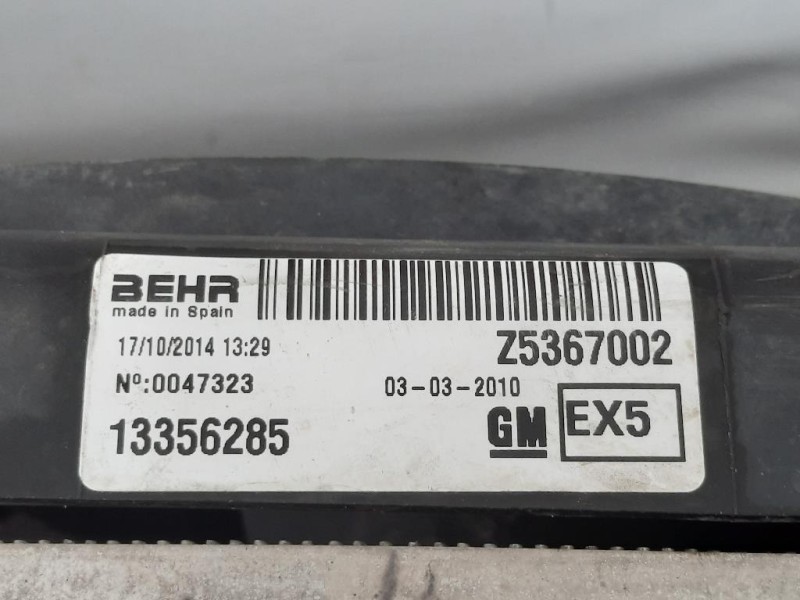 BEHR
made in Spain
17/10/2014 13:29
Z5367002
Nº:0047323
03-03-2010
13356285
GM
EX5